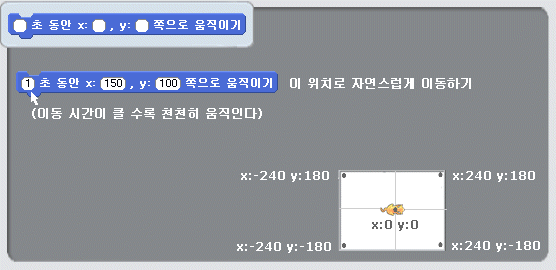 초 동안 x: , y: 쪽으로 움직이기
1 초 동안 x: 150 , y: 100 쪽으로 움직이기 이 위치로 자연스럽게 이동하기
(이동 시간이 클 수록 천천히 움직인다)
x:-240 y:180 x:240 y:180
x:0 y:0
x:-240 y:-180 x:240 y:-180